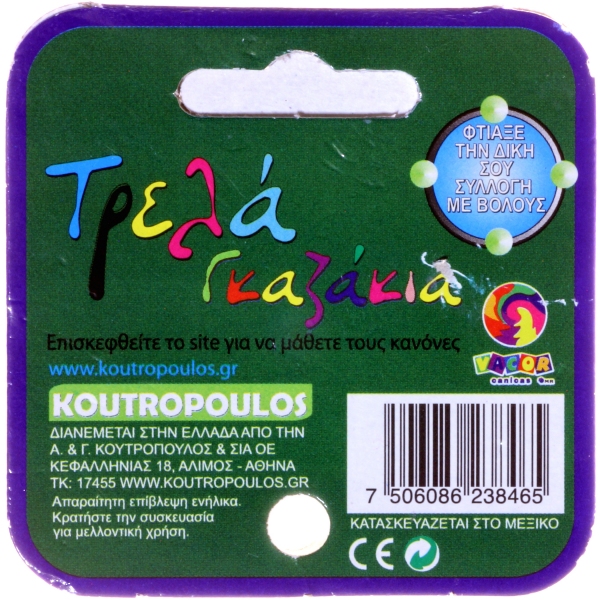 ΦΤΙΑΞΕ
ΤΗΝ ΔΙΚΗ
ΣΟΥ
ΣΥΛΛΟΓΗ
ΜΕ ΒΟΛΟΥΣ
Τρελά
γκαζάκια
Επισκεφθείτε το site για να μάθετε τους κανόνες
www.koutropoulos.gr
VACOR
canicas
KOUTROPOULOS
ΔΙΑΝΕΜΕΤΑΙ ΣΤΗΝ ΕΛΛΑΔΑ ΑΠΟ ΤΗΝ
Α. & Γ. ΚΟΥΤΡΟΠΟΥΛΟΣ & ΣΙΑ ΟΕ
ΚΕΦΑΛΛΗΝΙΑΣ 18, ΑΛΙΜΟΣ - ΑΘΗΝΑ
ΤΚ: 17455 WWW.KOUTROPOULOS.GR
Απαραίτητη επίβλεψη ενήλικα.
Κρατήστε την συσκευασία
για μελλοντική χρήση.
7 506086 238465
ΚΑΤΑΣΚΕΥΑΖΕΤΑΙ ΣΤΟ ΜΕΞΙΚΟ
CE